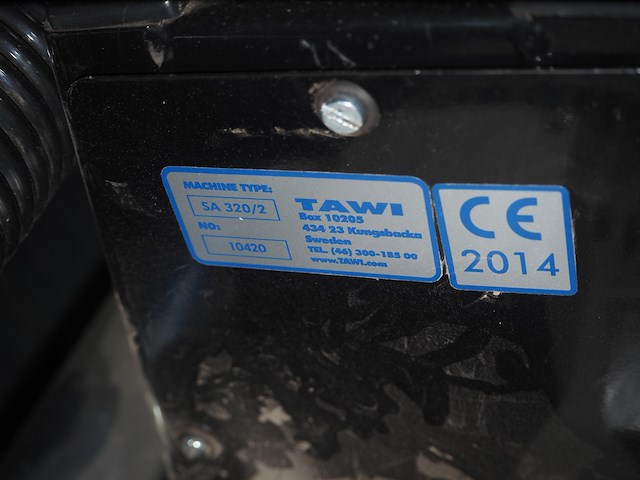 MACHINE TYPE:
SA 320/2
NO:
10420
TAWI
Box 10205
434 23 Kungsbacka
Sweden
TEL. (46) 300-185 00
www.TAWI.com
CE
2014